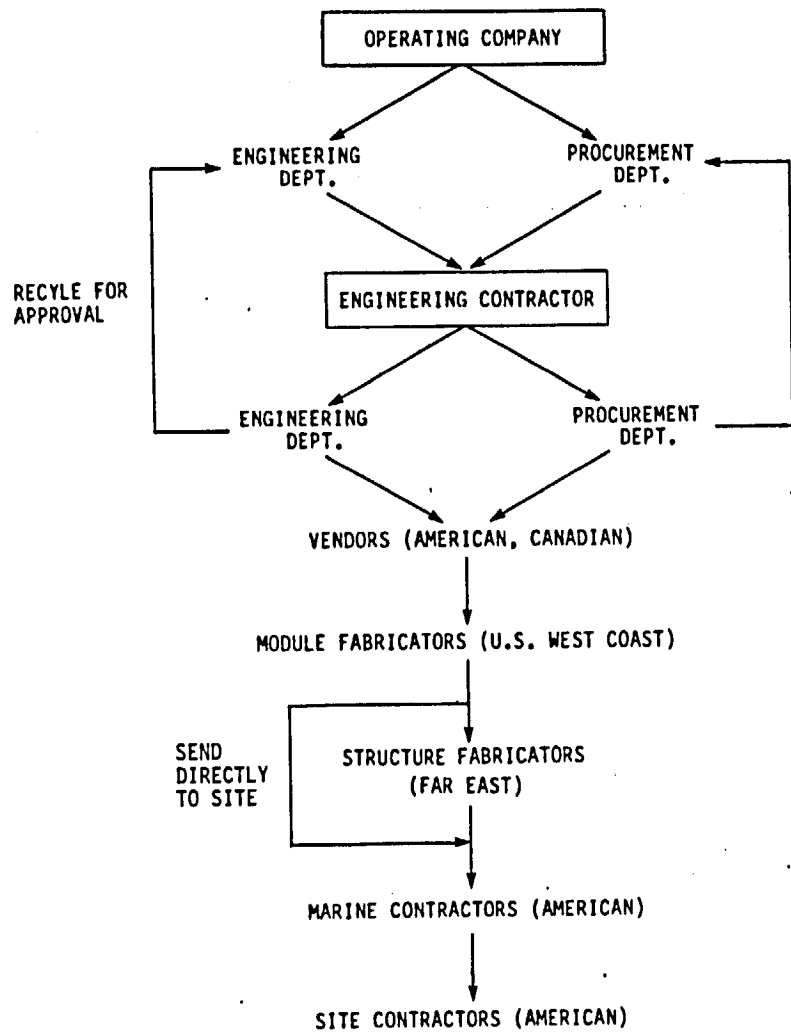 OPERATING COMPANY
ENGINEERING
DEPT.
PROCUREMENT
DEPT.
RECYLE FOR
APPROVAL
ENGINEERING CONTRACTOR
ENGINEERING
DEPT.
PROCUREMENT
DEPT.
VENDORS (AMERICAN, CANADIAN)
MODULE FABRICATORS (U.S. WEST COAST)
SEND
DIRECTLY
TO SITE
STRUCTURE FABRICATORS
(FAR EAST)
MARINE CONTRACTORS (AMERICAN)
SITE CONTRACTORS (AMERICAN)